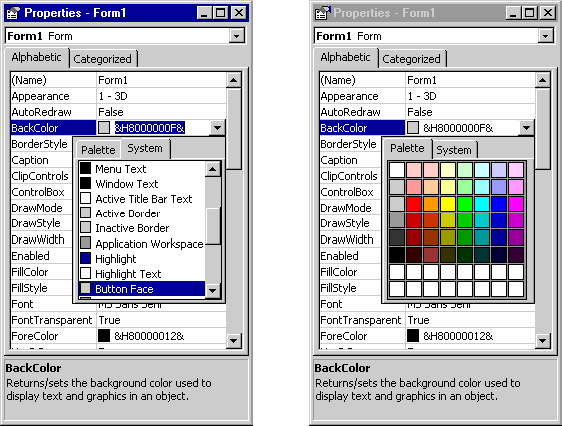 Properties - Form1
Form1 Form
Alphabetic Categorized
(Name) Form1
Appearance 1 - 3D
AutoRedraw False
BackColor &H8000000F&
BorderStyle
Caption
ClipControls
ControlBox
DrawMode
DrawStyle
DrawWidth
Enabled
FillColor
FillStyle
Palette System
Menu Text
Window Text
Active Title Bar Text
Active Border
Inactive Border
Application Workspace
Highlight
Highlight Text
Button Face
Font MS Sans Serif
FontTransparent True
ForeColor &H80000012&
BackColor
Returns/sets the background color used to
display text and graphics in an object.
Properties - Form1
Form1 Form
Alphabetic Categorized
(Name) Form1
Appearance 1 - 3D
AutoRedraw False
BackColor &H8000000F&
BorderStyle
Caption
ClipControls
ControlBox
DrawMode
DrawStyle
DrawWidth
Enabled
FillColor
FillStyle
Palette System
Font MS Sans Serif
FontTransparent True
ForeColor &H80000012&
BackColor
Returns/sets the background color used to
display text and graphics in an object.